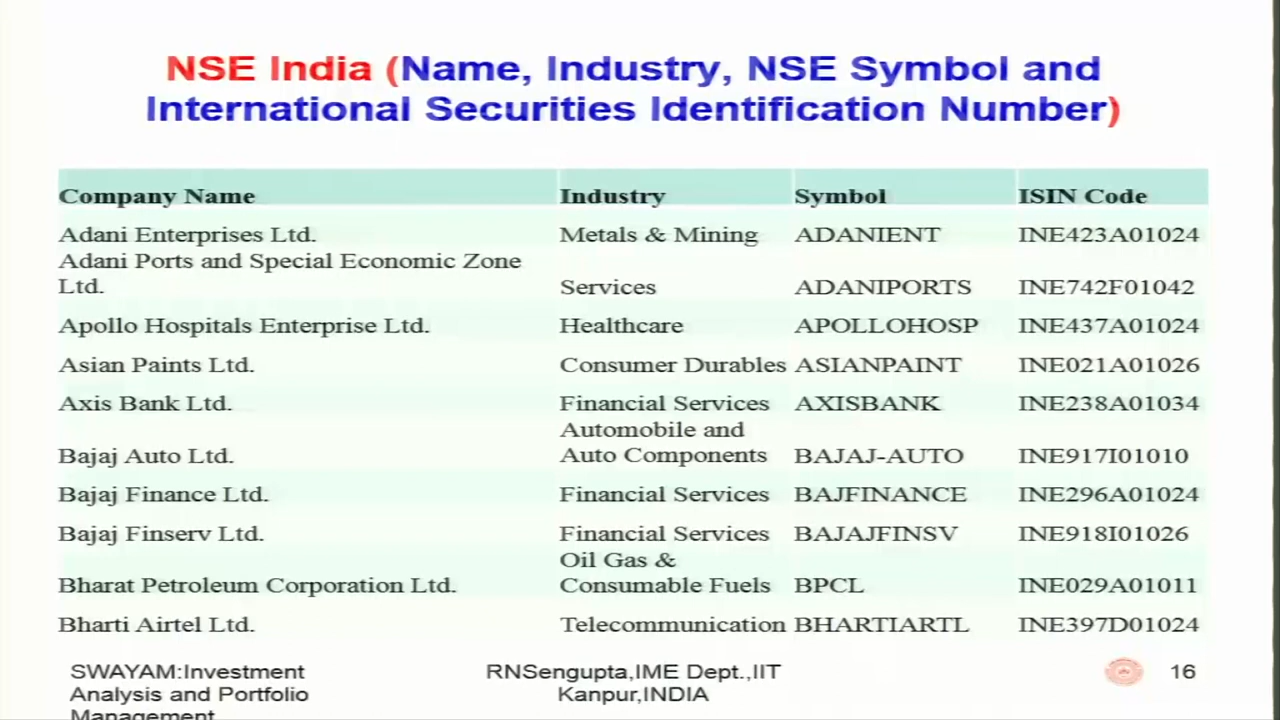 NSE India (Name, Industry, NSE Symbol and
International Securities Identification Number)
Company Name Industry Symbol ISIN Code
Adani Enterprises Ltd. Metals & Mining ADANIENT INE423A01024
Adani Ports and Special Economic Zone
Ltd. Services ADANIPORTS INE742F01042
Apollo Hospitals Enterprise Ltd. Healthcare APOLLOHOSP INE437A01024
Asian Paints Ltd. Consumer Durables ASIANPAINT INE021A01026
Axis Bank Ltd. Financial Services AXISBANK INE238A01034
Automobile and
Bajaj Auto Ltd. Auto Components BAJAJ-AUTO INE917I01010
Bajaj Finance Ltd. Financial Services BAJFINANCE INE296A01024
Bajaj Finserv Ltd. Financial Services BAJAJFINSV INE918I01026
Oil Gas &
Bharat Petroleum Corporation Ltd. Consumable Fuels BPCL INE029A01011
Bharti Airtel Ltd. Telecommunication BHARTIARTL INE397D01024
SWAYAM:Investment
Analysis and Portfolio
Management
RNSengupta,IME Dept.,IIT
Kanpur,INDIA
16